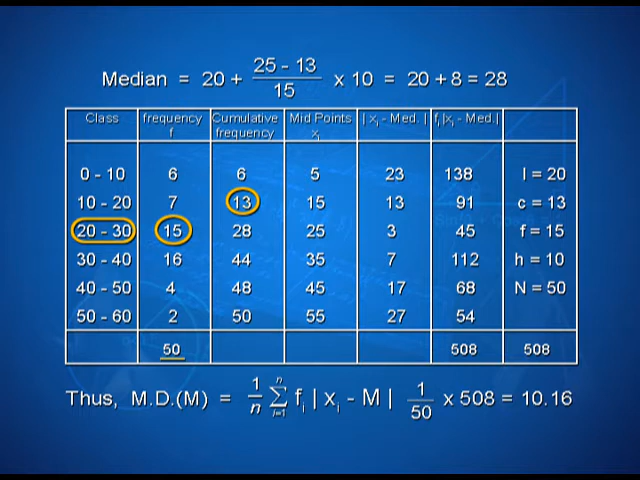 Median = 20 + 25 - 13 / 15 x 10 = 20 + 8 = 28
Class frequency f Cumulative frequency Mid Points xi | xi - Med. | fi |xi - Med.|
0 - 10 6 6 5 23 138 l = 20
10 - 20 7 13 15 13 91 c = 13
20 - 30 15 28 25 3 45 f = 15
30 - 40 16 44 35 7 112 h = 10
40 - 50 4 48 45 17 68 N = 50
50 - 60 2 50 55 27 54
50 508 508
Thus, M.D.(M) = 1/n n ∑ i=1 fi | xi - M | 1/50 x 508 = 10.16